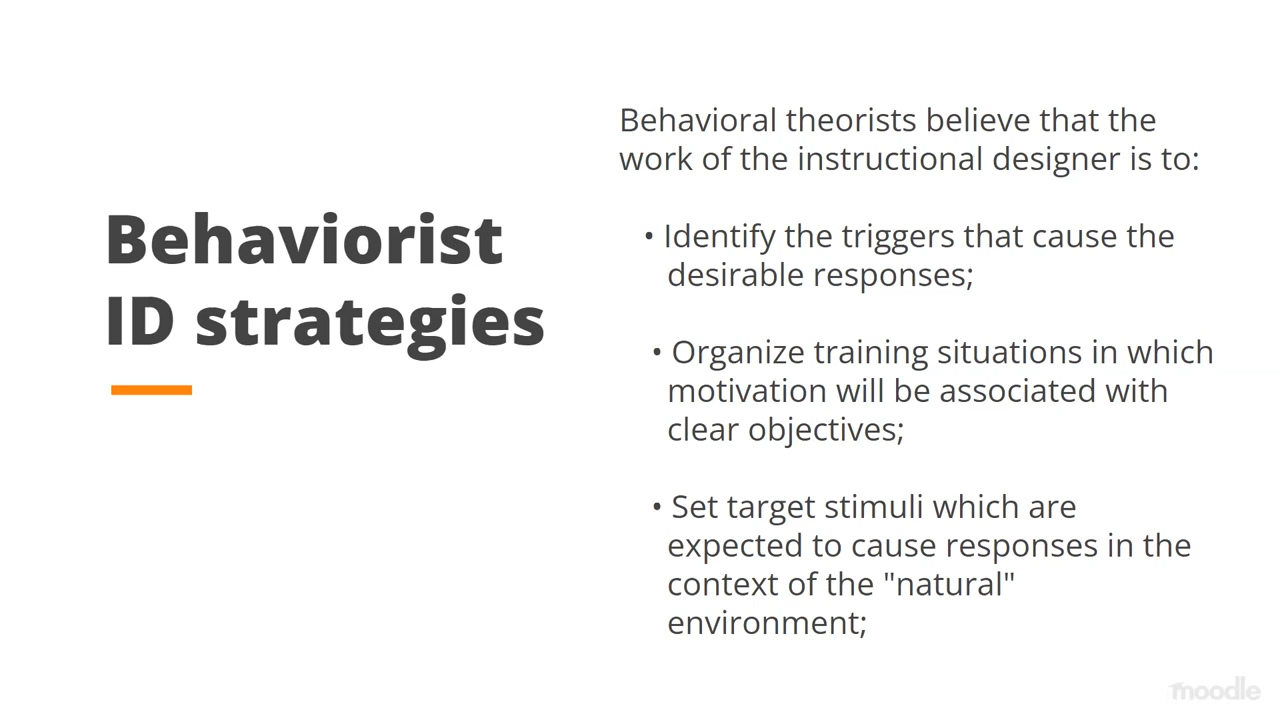 Behaviorist
ID strategies
Behavioral theorists believe that the
work of the instructional designer is to:
• Identify the triggers that cause the
desirable responses;
• Organize training situations in which
motivation will be associated with
clear objectives;
• Set target stimuli which are
expected to cause responses in the
context of the "natural"
environment;
moodle